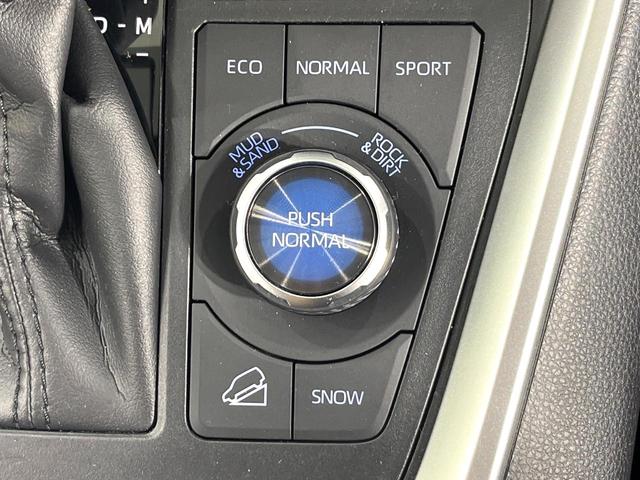 D - M
ECO
NORMAL
SPORT
MUD
& SAND
ROCK
& DIRT
PUSH
NORMAL
SNOW